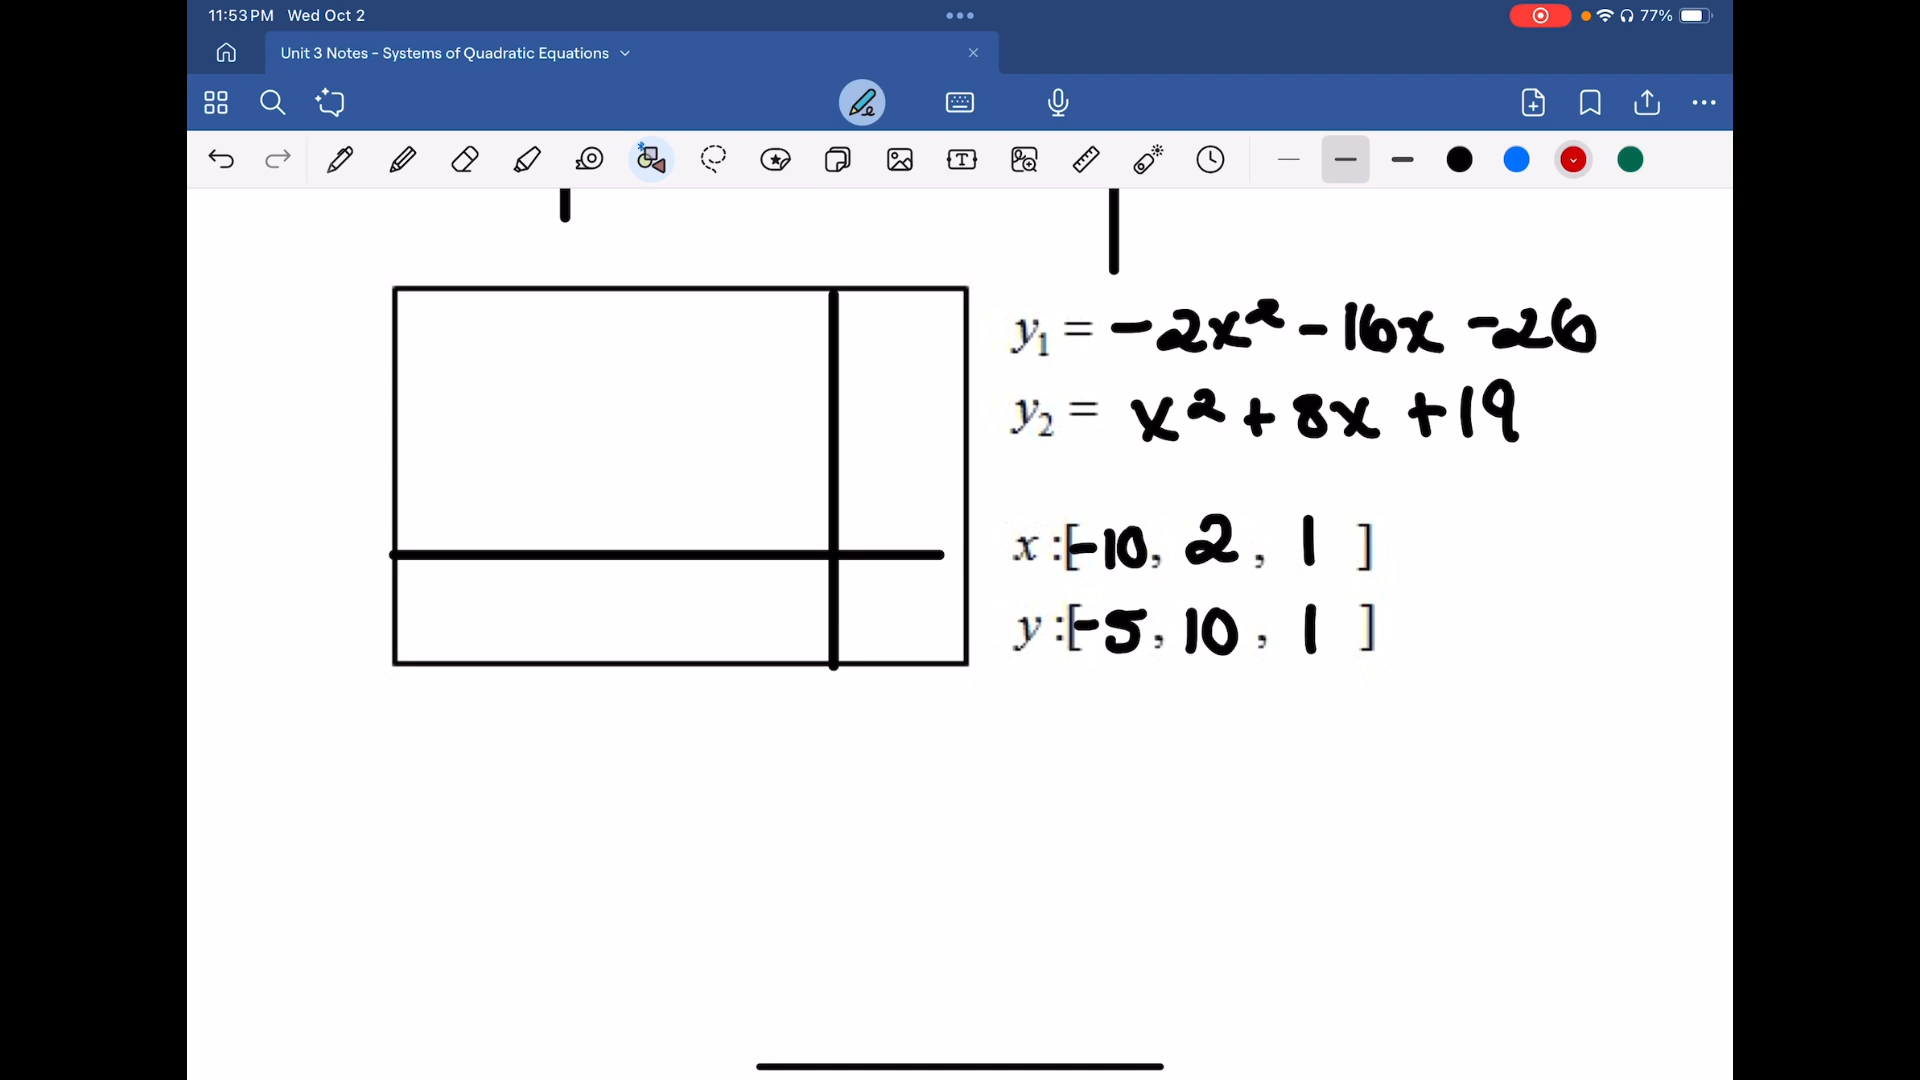 11:53 PM Wed Oct 2
77%
Unit 3 Notes - Systems of Quadratic Equations
y₁ = -2x² - 16x - 26
y₂ = x² + 8x + 19
x :[-10, 2, 1 ]
y :[-5, 10, 1 ]